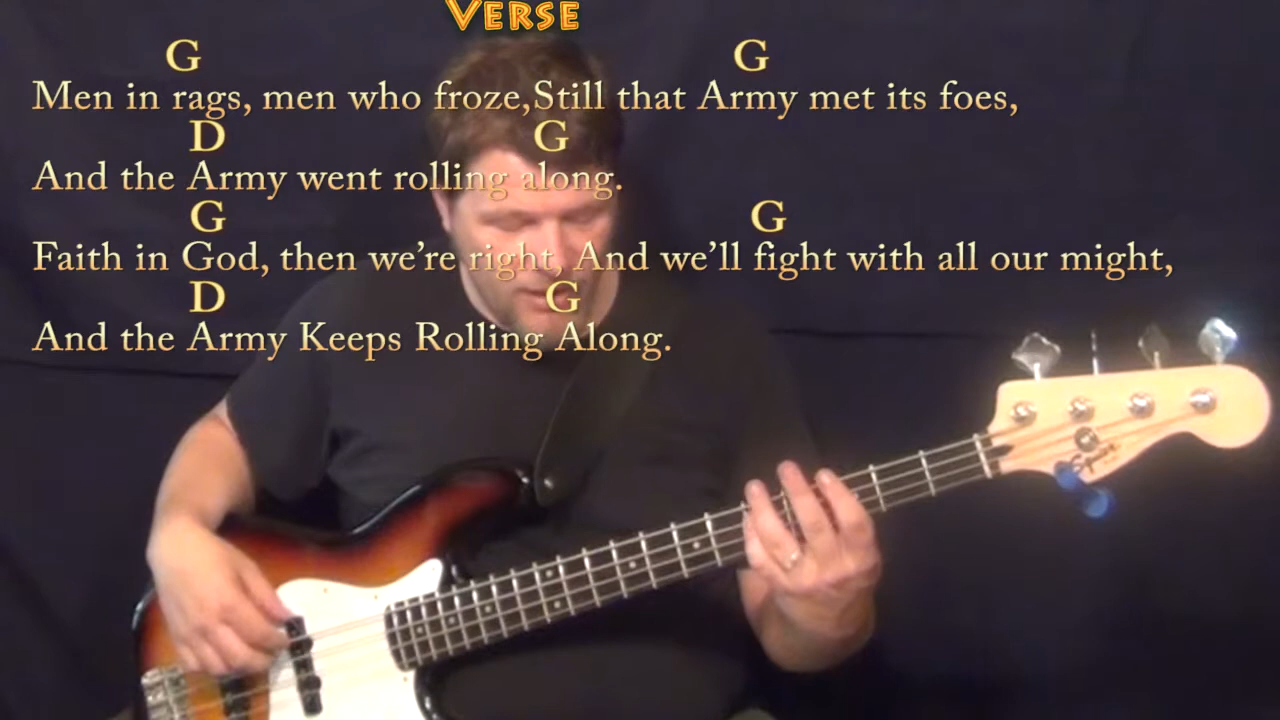 VERSE
G G
Men in rags, men who froze,Still that Army met its foes,
D G
And the Army went rolling along.
G G
Faith in God, then we’re right, And we’ll fight with all our might,
D G
And the Army Keeps Rolling Along.